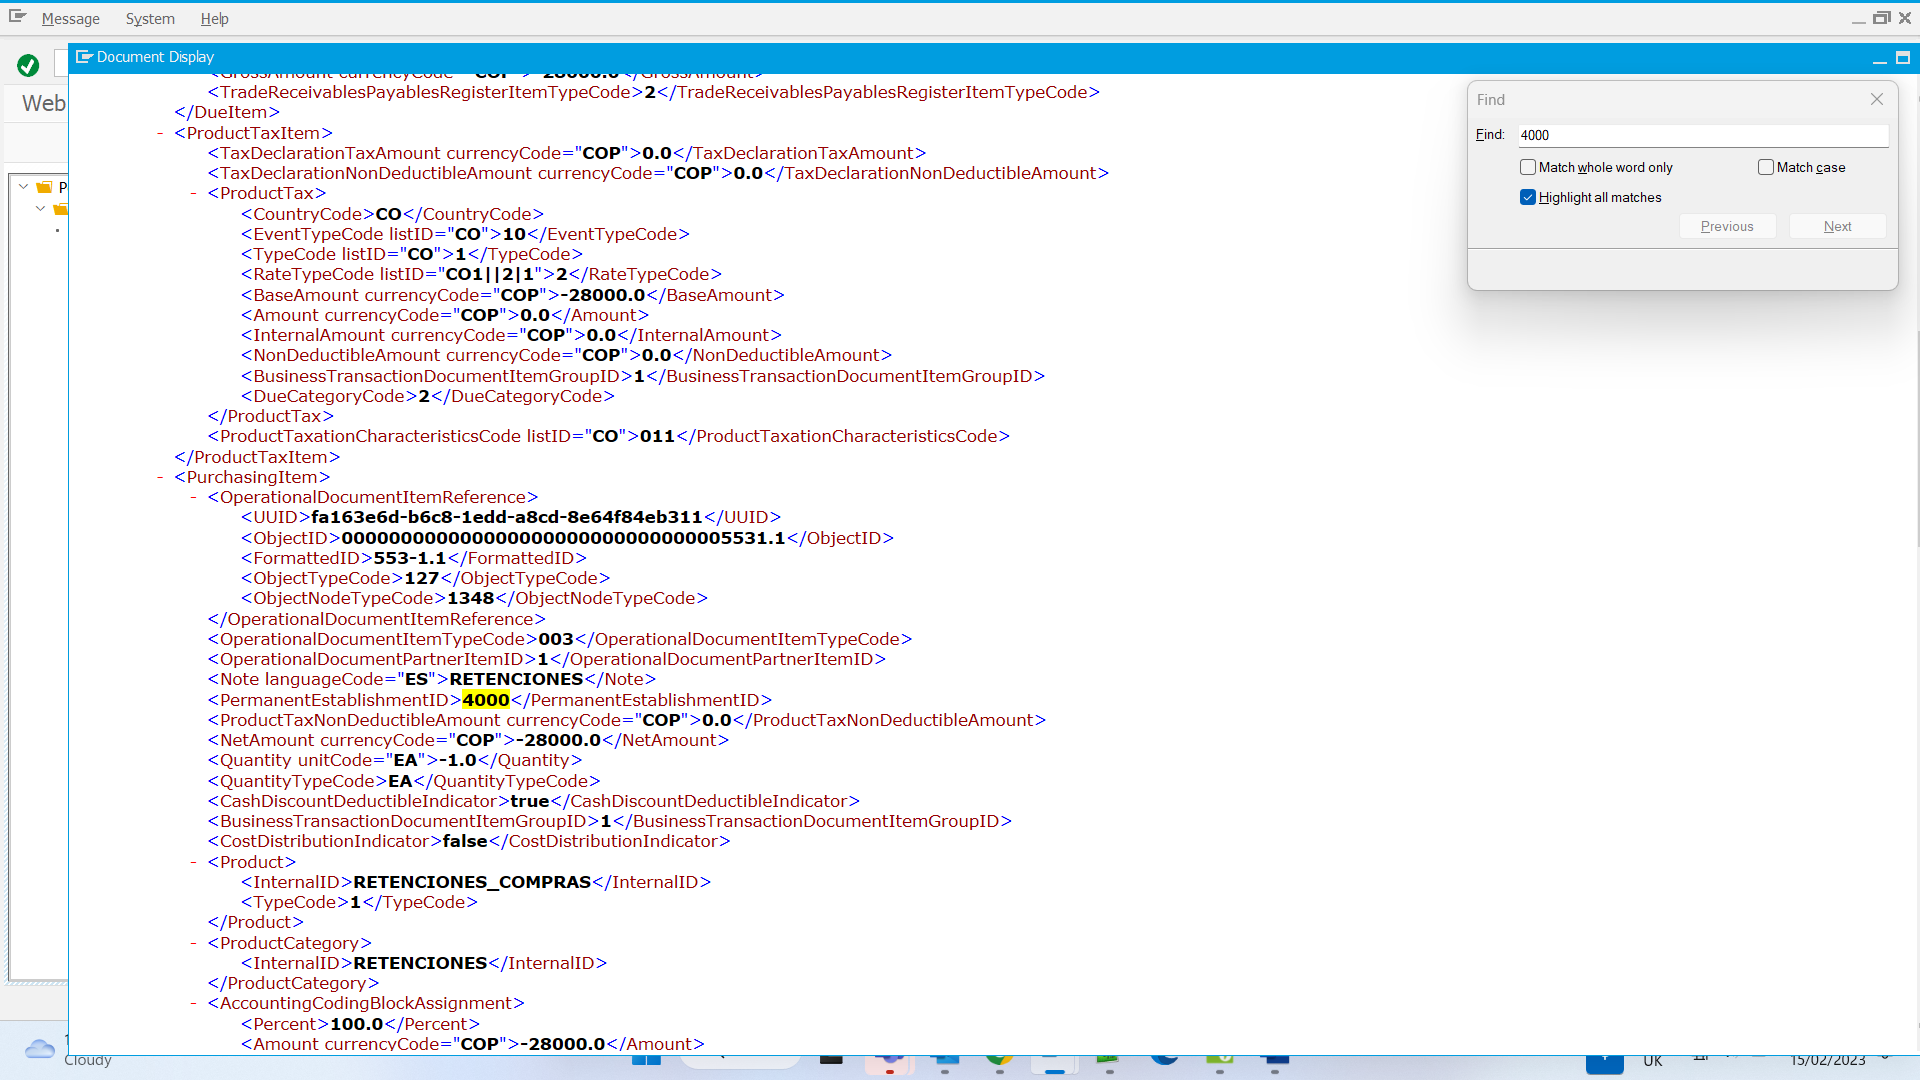 Message System Help
Document Display
Web
P
<GrossAmount currencyCode="COP">-28000.0</GrossAmount>
<TradeReceivablesPayablesRegisterItemTypeCode>2</TradeReceivablesPayablesRegisterItemTypeCode>
</DueItem>
- <ProductTaxItem>
<TaxDeclarationTaxAmount currencyCode="COP">0.0</TaxDeclarationTaxAmount>
<TaxDeclarationNonDeductibleAmount currencyCode="COP">0.0</TaxDeclarationNonDeductibleAmount>
- <ProductTax>
<CountryCode>CO</CountryCode>
<EventTypeCode listID="CO">10</EventTypeCode>
<TypeCode listID="CO">1</TypeCode>
<RateTypeCode listID="CO1||2|1">2</RateTypeCode>
<BaseAmount currencyCode="COP">-28000.0</BaseAmount>
<Amount currencyCode="COP">0.0</Amount>
<InternalAmount currencyCode="COP">0.0</InternalAmount>
<NonDeductibleAmount currencyCode="COP">0.0</NonDeductibleAmount>
<BusinessTransactionDocumentItemGroupID>1</BusinessTransactionDocumentItemGroupID>
<DueCategoryCode>2</DueCategoryCode>
</ProductTax>
<ProductTaxationCharacteristicsCode listID="CO">011</ProductTaxationCharacteristicsCode>
</ProductTaxItem>
- <PurchasingItem>
- <OperationalDocumentItemReference>
<UUID>fa163e6d-b6c8-1edd-a8cd-8e64f84eb311</UUID>
<ObjectID>00000000000000000000000000000005531.1</ObjectID>
<FormattedID>553-1.1</FormattedID>
<ObjectTypeCode>127</ObjectTypeCode>
<ObjectNodeTypeCode>1348</ObjectNodeTypeCode>
</OperationalDocumentItemReference>
<OperationalDocumentItemTypeCode>003</OperationalDocumentItemTypeCode>
<OperationalDocumentPartnerItemID>1</OperationalDocumentPartnerItemID>
<Note languageCode="ES">RETENCIONES</Note>
<PermanentEstablishmentID>4000</PermanentEstablishmentID>
<ProductTaxNonDeductibleAmount currencyCode="COP">0.0</ProductTaxNonDeductibleAmount>
<NetAmount currencyCode="COP">-28000.0</NetAmount>
<Quantity unitCode="EA">-1.0</Quantity>
<QuantityTypeCode>EA</QuantityTypeCode>
<CashDiscountDeductibleIndicator>true</CashDiscountDeductibleIndicator>
<BusinessTransactionDocumentItemGroupID>1</BusinessTransactionDocumentItemGroupID>
<CostDistributionIndicator>false</CostDistributionIndicator>
- <Product>
<InternalID>RETENCIONES_COMPRAS</InternalID>
<TypeCode>1</TypeCode>
</Product>
- <ProductCategory>
<InternalID>RETENCIONES</InternalID>
</ProductCategory>
- <AccountingCodingBlockAssignment>
<Percent>100.0</Percent>
<Amount currencyCode="COP">-28000.0</Amount>
Find
Find: 4000
Match whole word only
Match case
Highlight all matches
Previous
Next
Cloudy
UK
15/02/2023